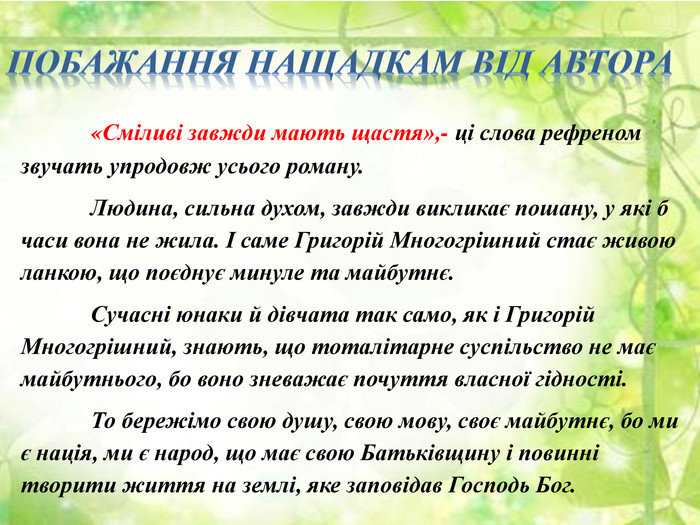 ПОБАЖАННЯ НАЩАДКАМ ВІД АВТОРА
«Сміливі завжди мають щастя»,- ці слова рефреном
звучать упродовж усього роману.
Людина, сильна духом, завжди викликає пошану, у які б
часи вона не жила. І саме Григорій Многогрішний стає живою
ланкою, що поєднує минуле та майбутнє.
Сучасні юнаки й дівчата так само, як і Григорій
Многогрішний, знають, що тоталітарне суспільство не має
майбутнього, бо воно зневажає почуття власної гідності.
То бережімо свою душу, свою мову, своє майбутнє, бо ми
є нація, ми є народ, що має свою Батьківщину і повинні
творити життя на землі, яке заповідав Господь Бог.